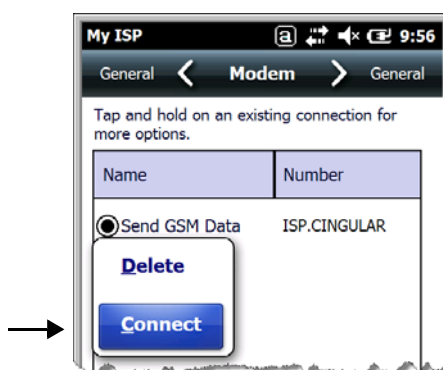 My ISP a 9:56
General Modem General
Tap and hold on an existing connection for
more options.
Name Number
Send GSM Data ISP.CINGULAR
Delete
Connect